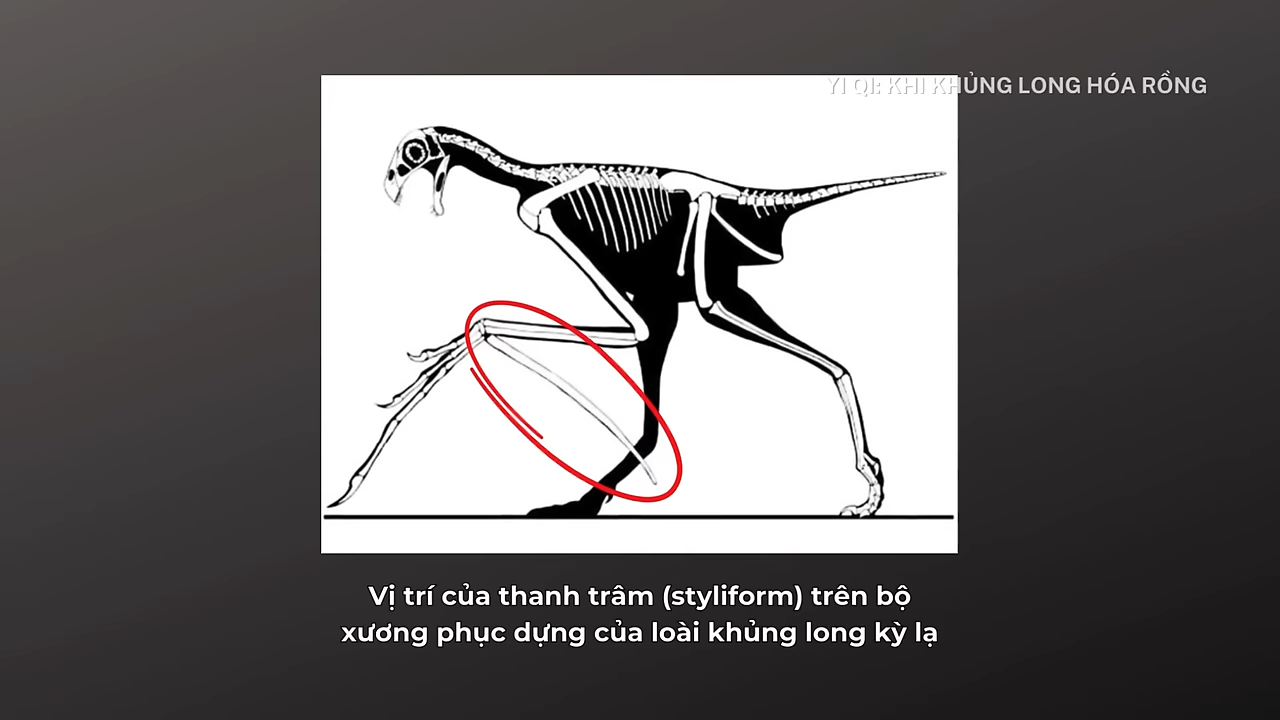 YI QI: KHI KHỦNG LONG HÓA RỒNG
Vị trí của thanh trâm (styliform) trên bộ
xương phục dựng của loài khủng long kỳ lạ